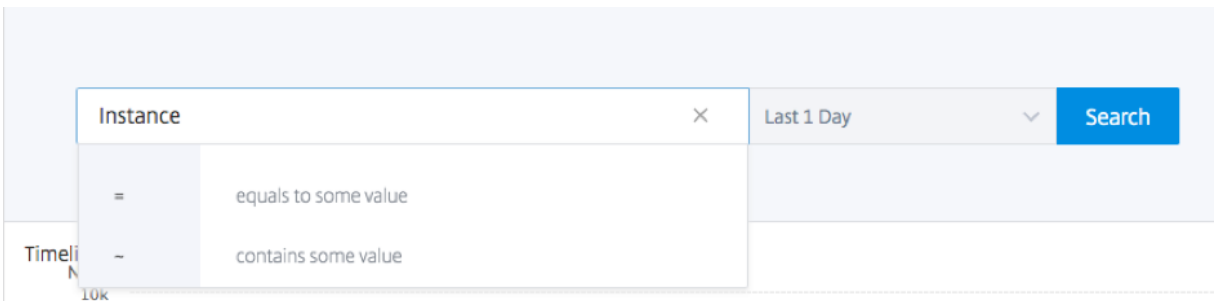 Instance × Last 1 Day Search
= equals to some value
~ contains some value
Timeli
N
10k